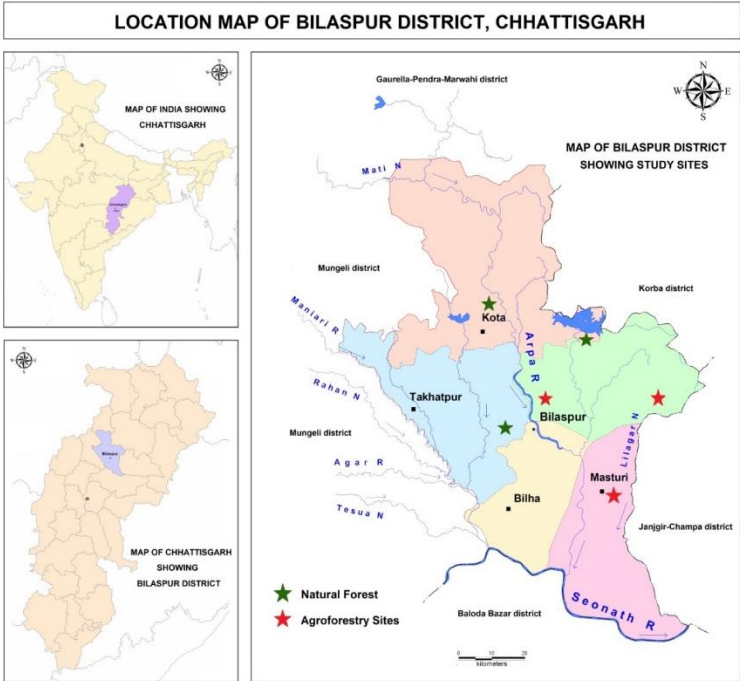 LOCATION MAP OF BILASPUR DISTRICT, CHHATTISGARH
N
W
E
S
MAP OF INDIA SHOWING
CHHATTISGARH
Bilaspur
MAP OF CHHATTISGARH
SHOWING
BILASPUR DISTRICT
Gaurella-Pendra-Marwahi district
N
W
E
S
MAP OF BILASPUR DISTRICT
SHOWING STUDY SITES
Mati N
Mungeli district
Korba district
Maniari R
Kota
Arpa R
Rahan N
Takhatpur
Bilaspur
Mungeli district
Lilagar N
Agar R
Masturi
Bilha
Tesua N
Janjgir-Champa district
Natural Forest
Seonath R
Agroforestry Sites
Baloda Bazar district
0
10
20
kilometers